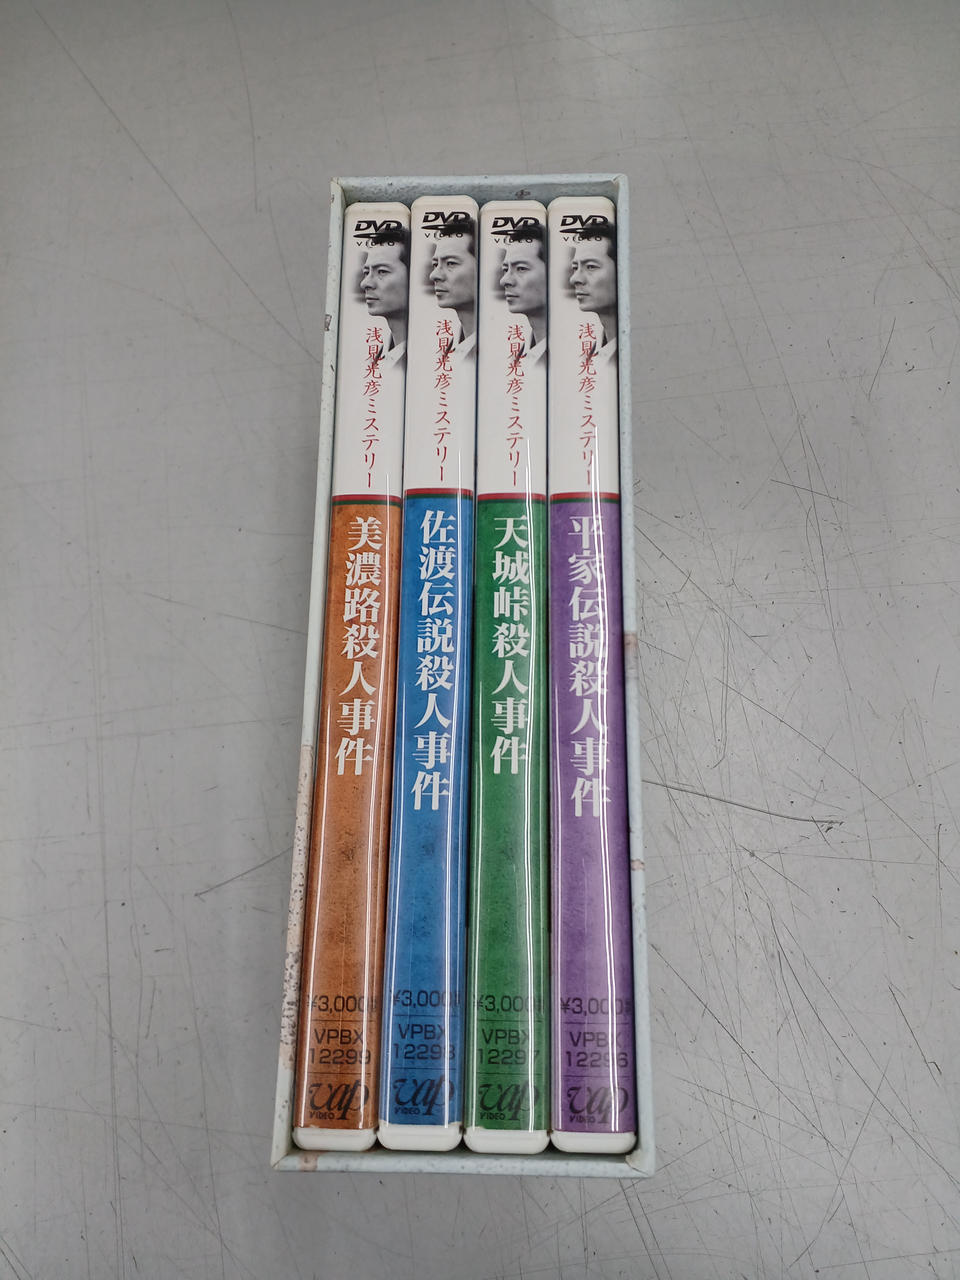 DVD
VIDEO
浅見光彦ミステリー
美濃路殺人事件
¥3,000
VPBX
12299
vap
VIDEO
DVD
VIDEO
浅見光彦ミステリー
佐渡伝説殺人事件
¥3,000
VPBX
12298
vap
VIDEO
DVD
VIDEO
浅見光彦ミステリー
天城峠殺人事件
¥3,000
VPBX
12297
vap
VIDEO
DVD
VIDEO
浅見光彦ミステリー
平家伝説殺人事件
¥3,000
VPBX
12296
vap
VIDEO